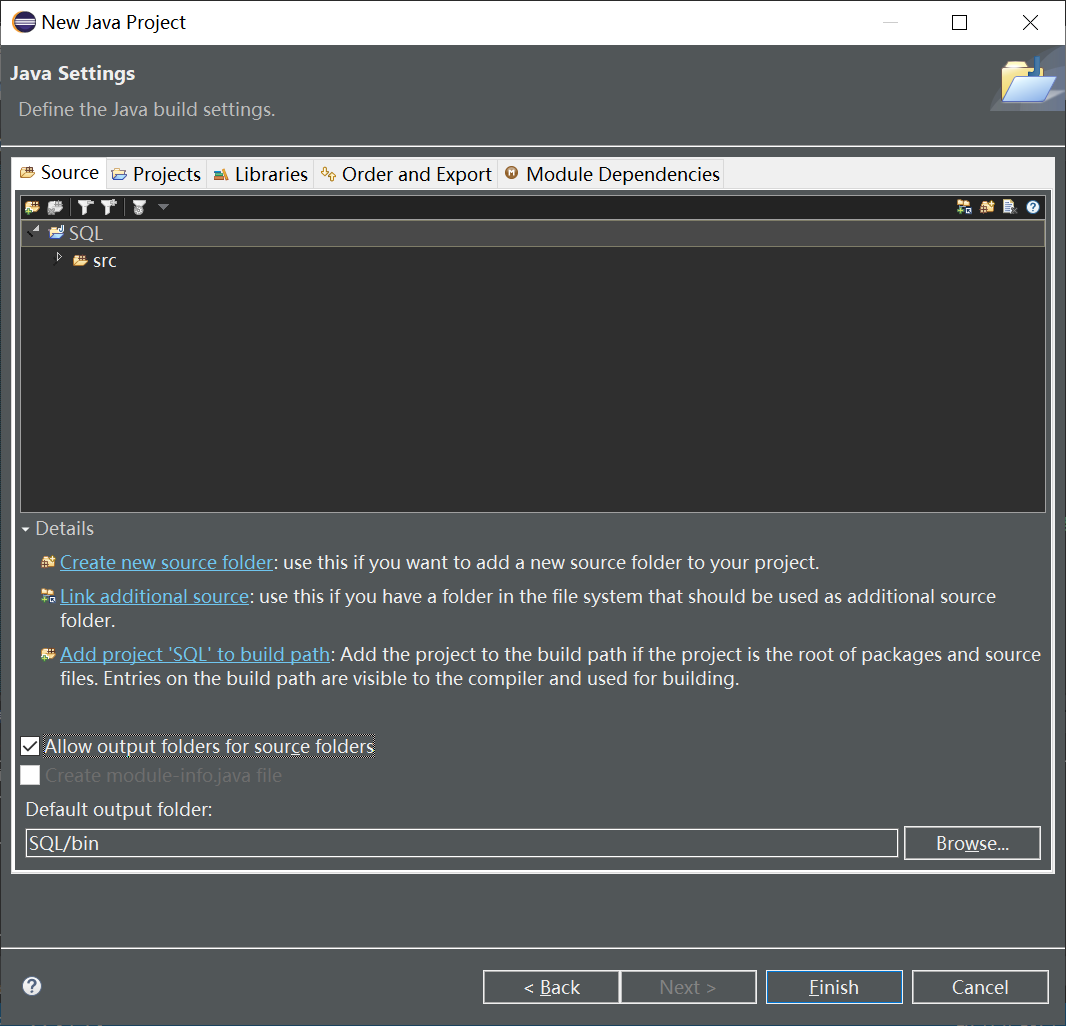 New Java Project
Java Settings
Define the Java build settings.
Source Projects Libraries Order and Export Module Dependencies
SQL
src
Details
Create new source folder: use this if you want to add a new source folder to your project.
Link additional source: use this if you have a folder in the file system that should be used as additional source
folder.
Add project 'SQL' to build path: Add the project to the build path if the project is the root of packages and source
files. Entries on the build path are visible to the compiler and used for building.
Allow output folders for source folders
Create module-info.java file
Default output folder:
SQL/bin
Browse...
< Back
Next >
Finish
Cancel